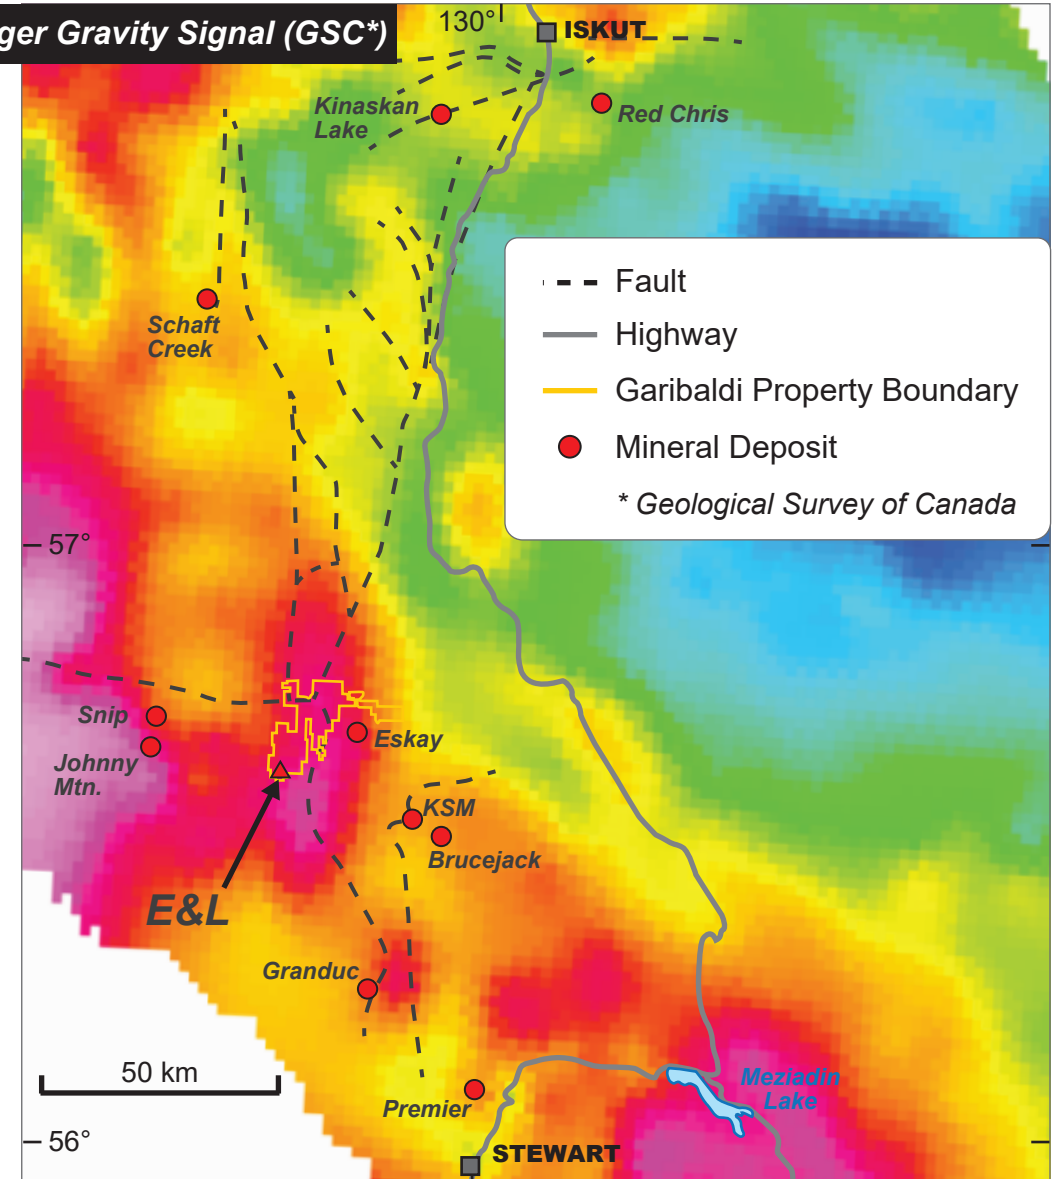 ger Gravity Signal (GSC*)
130°
ISKUT
Kinaskan
Lake
Red Chris
Fault
Highway
Garibaldi Property Boundary
Mineral Deposit
* Geological Survey of Canada
Schaft
Creek
57°
Snip
Johnny
Mtn.
Eskay
KSM
Brucejack
E&L
Granduc
50 km
Meziadin
Lake
Premier
56°
STEWART